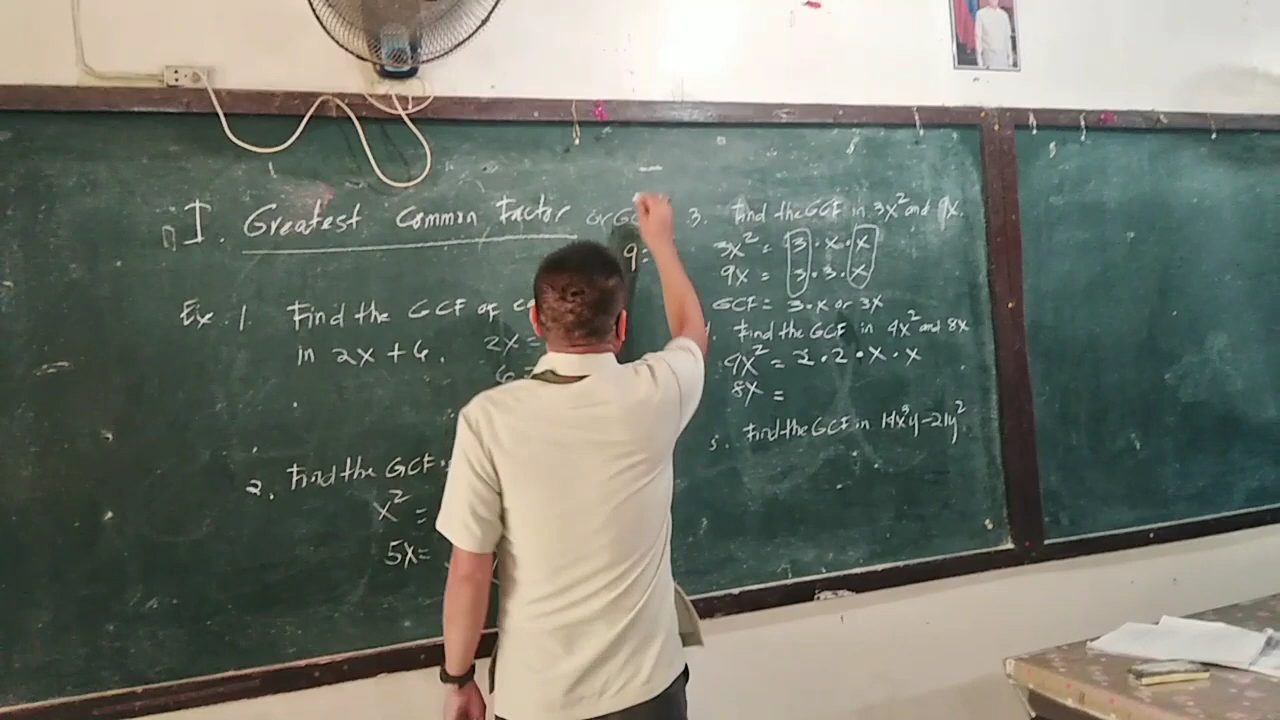 I. Greatest Common Factor or
9=
Ex. 1. Find the GCF of
in 2x + 6.
2x =
6 =
2. Find the GCF
x² =
5x =
3. Find the GCF in 3x² and 9x.
3x² = 3 · x · x
9x = 3 · 3 · x
GCF = 3 · x or 3x
Find the GCF in 4x² and 8x
4x² = 2 · 2 · x · x
8x =
5. Find the GCF in 14x³y - 21y²